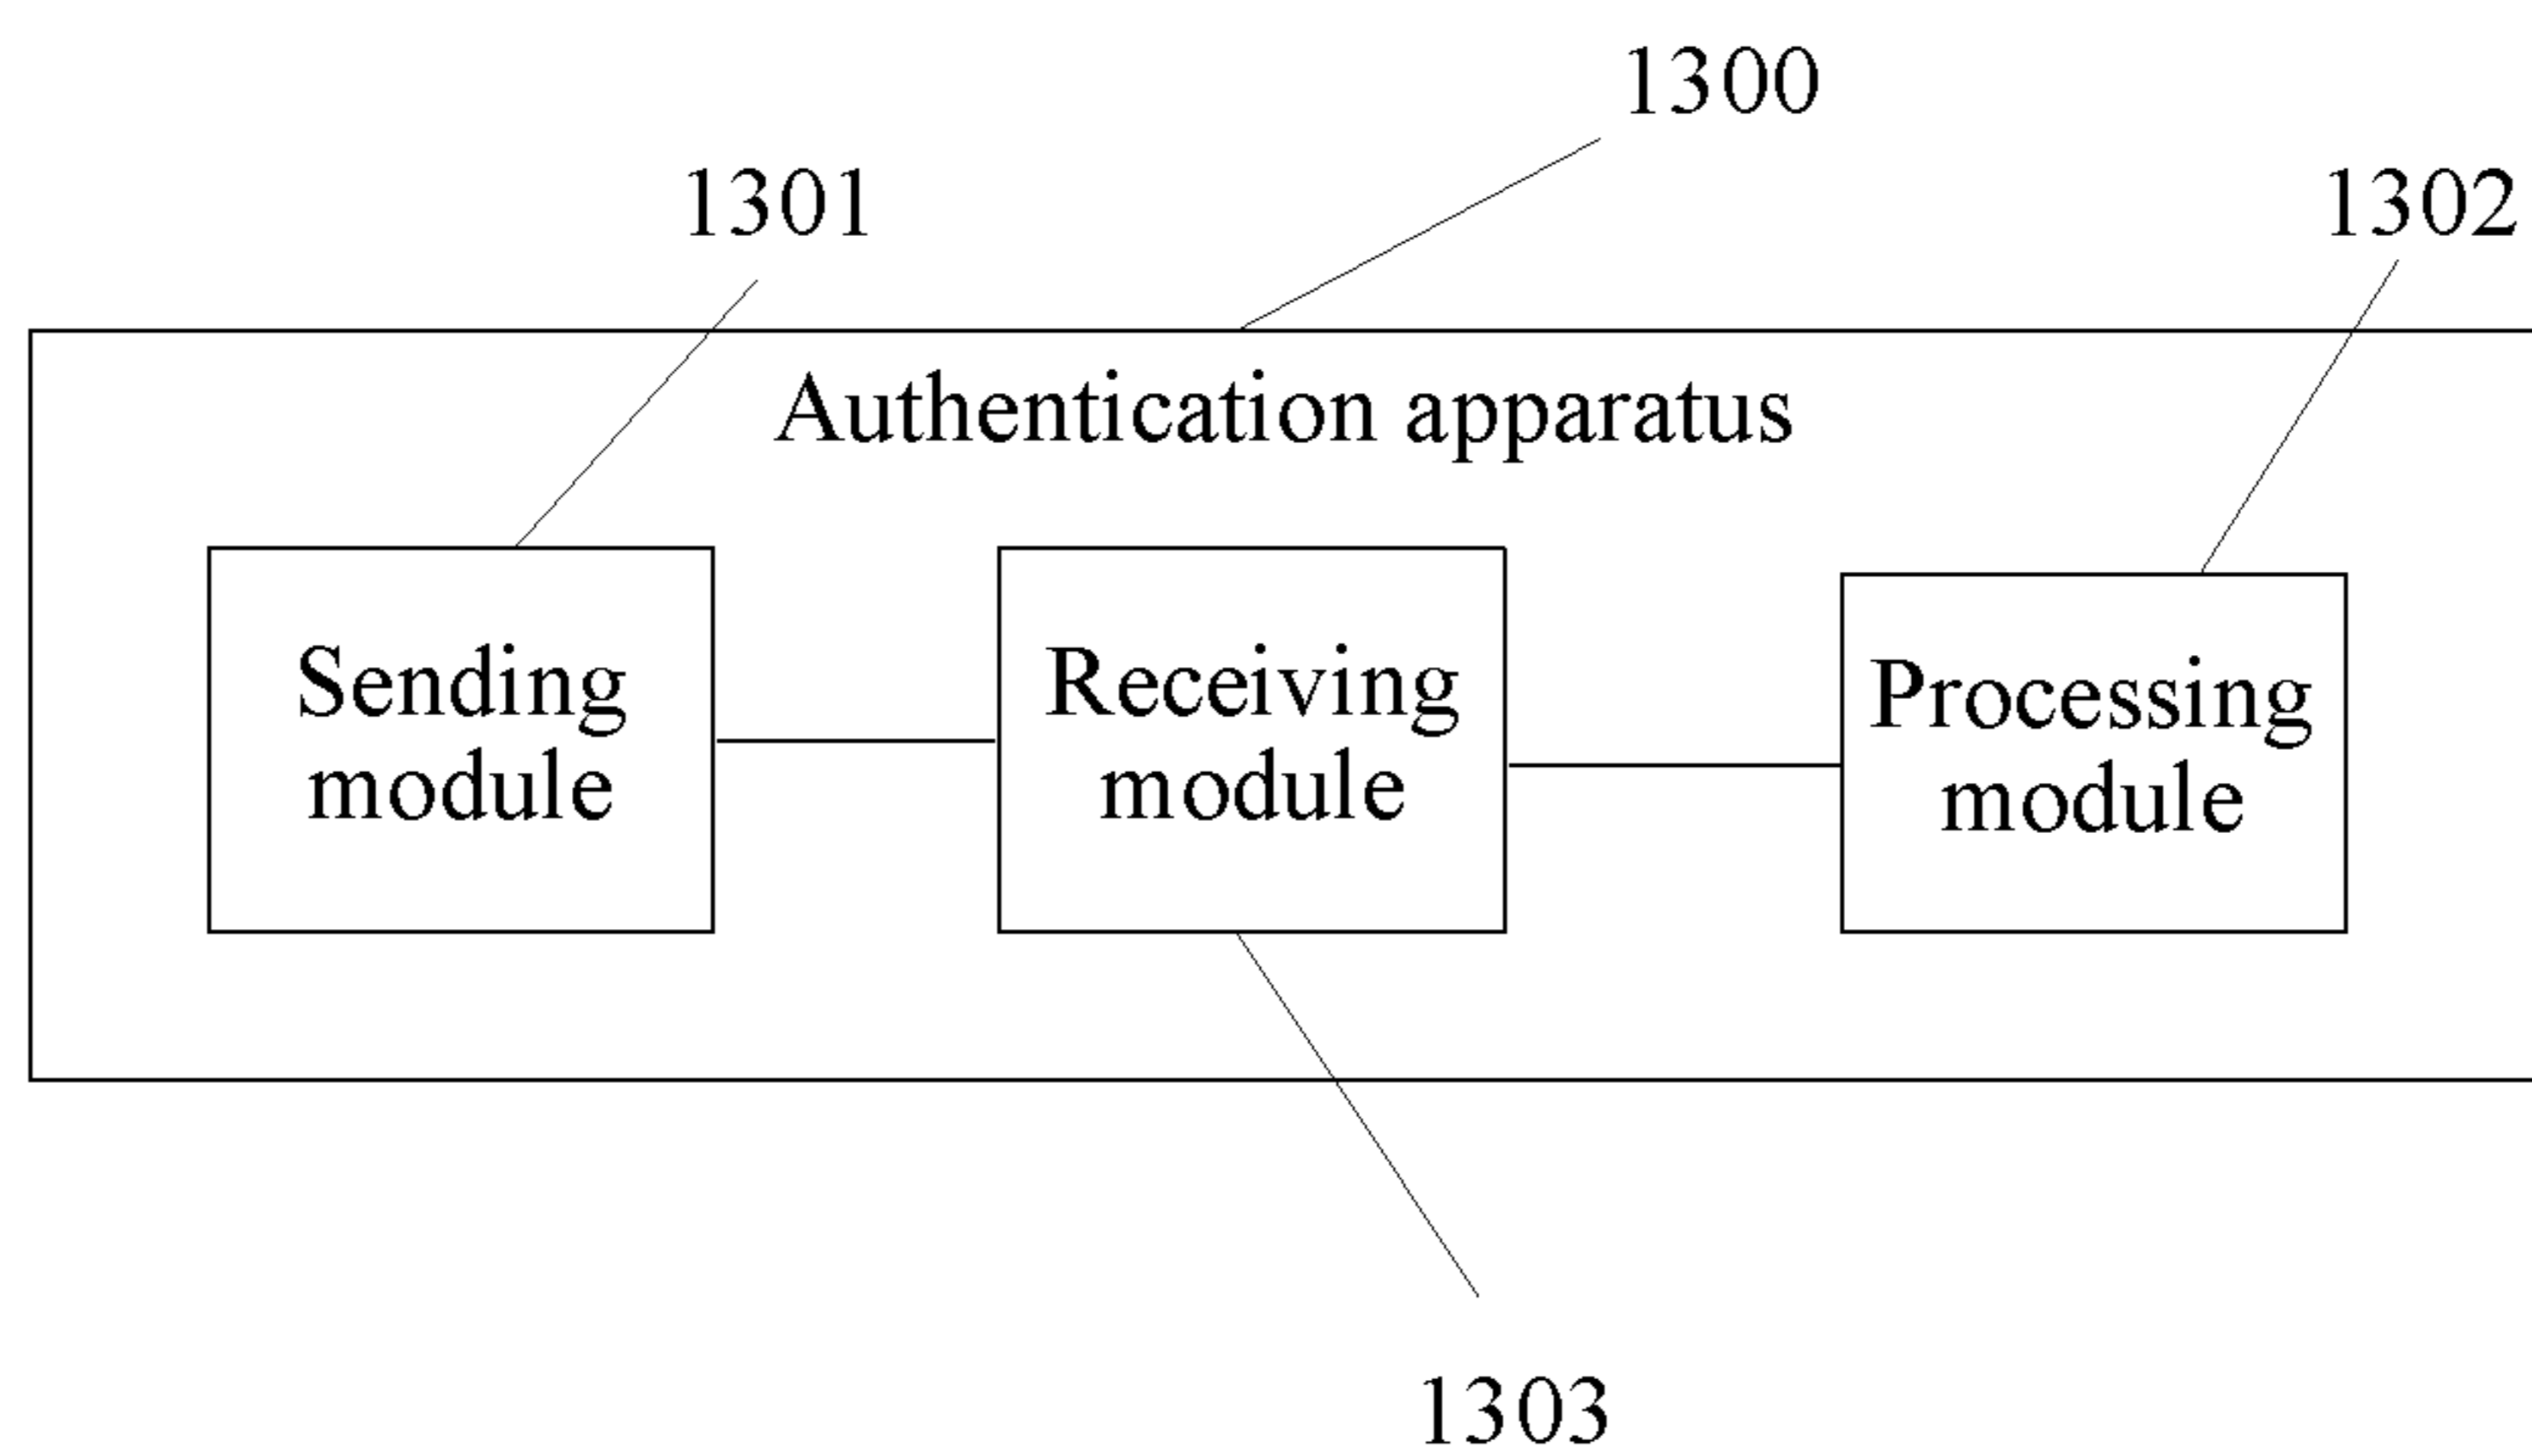 1300
1301
1302
Authentication apparatus
Sending
module
Receiving
module
Processing
module
1303